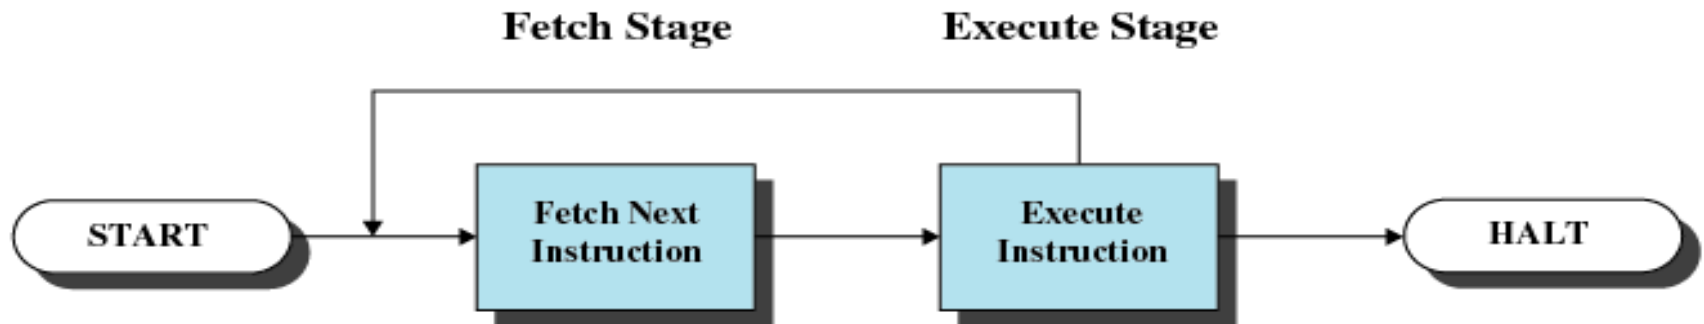 Fetch Stage
Execute Stage
START
Fetch Next
Instruction
Execute
Instruction
HALT